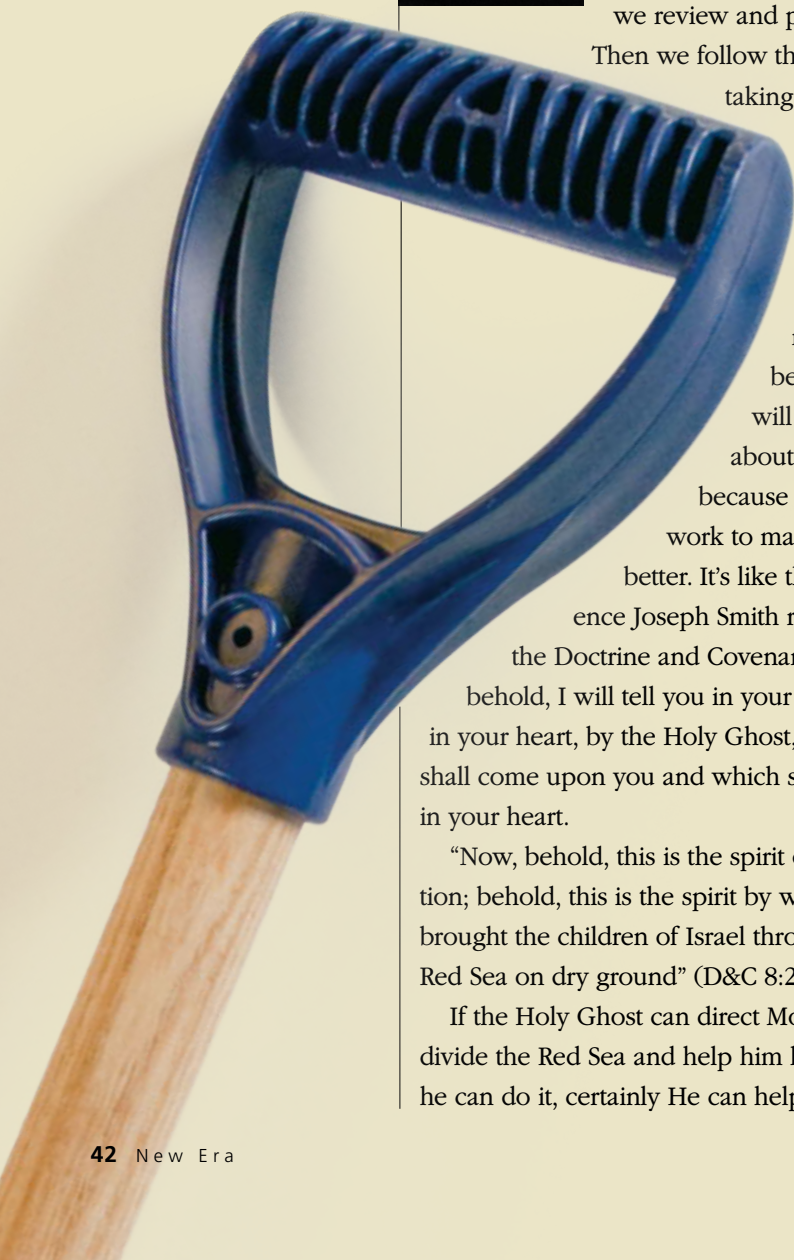 we review and p
Then we follow th
taking
be
will
about
because
work to ma
better. It’s like t
ence Joseph Smith r
the Doctrine and Covenan
behold, I will tell you in your
in your heart, by the Holy Ghost,
shall come upon you and which s
in your heart.
“Now, behold, this is the spirit
tion; behold, this is the spirit by w
brought the children of Israel thro
Red Sea on dry ground” (D&C 8:2
If the Holy Ghost can direct Mo
divide the Red Sea and help him
he can do it, certainly He can help
42 New Era